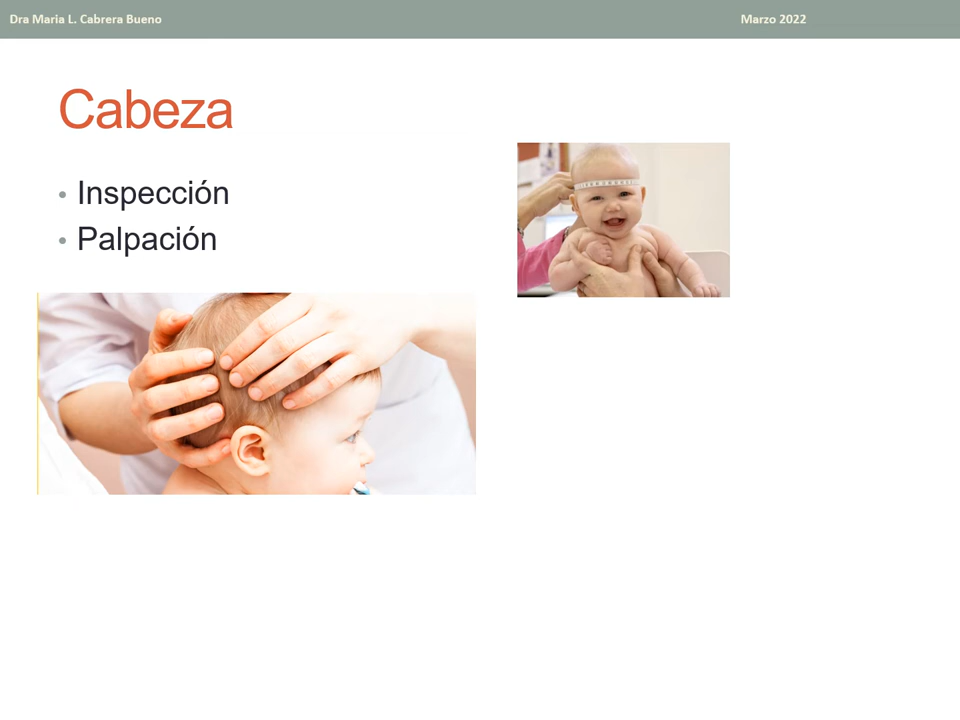 Dra Maria L. Cabrera Bueno
Marzo 2022
Cabeza
• Inspección
• Palpación